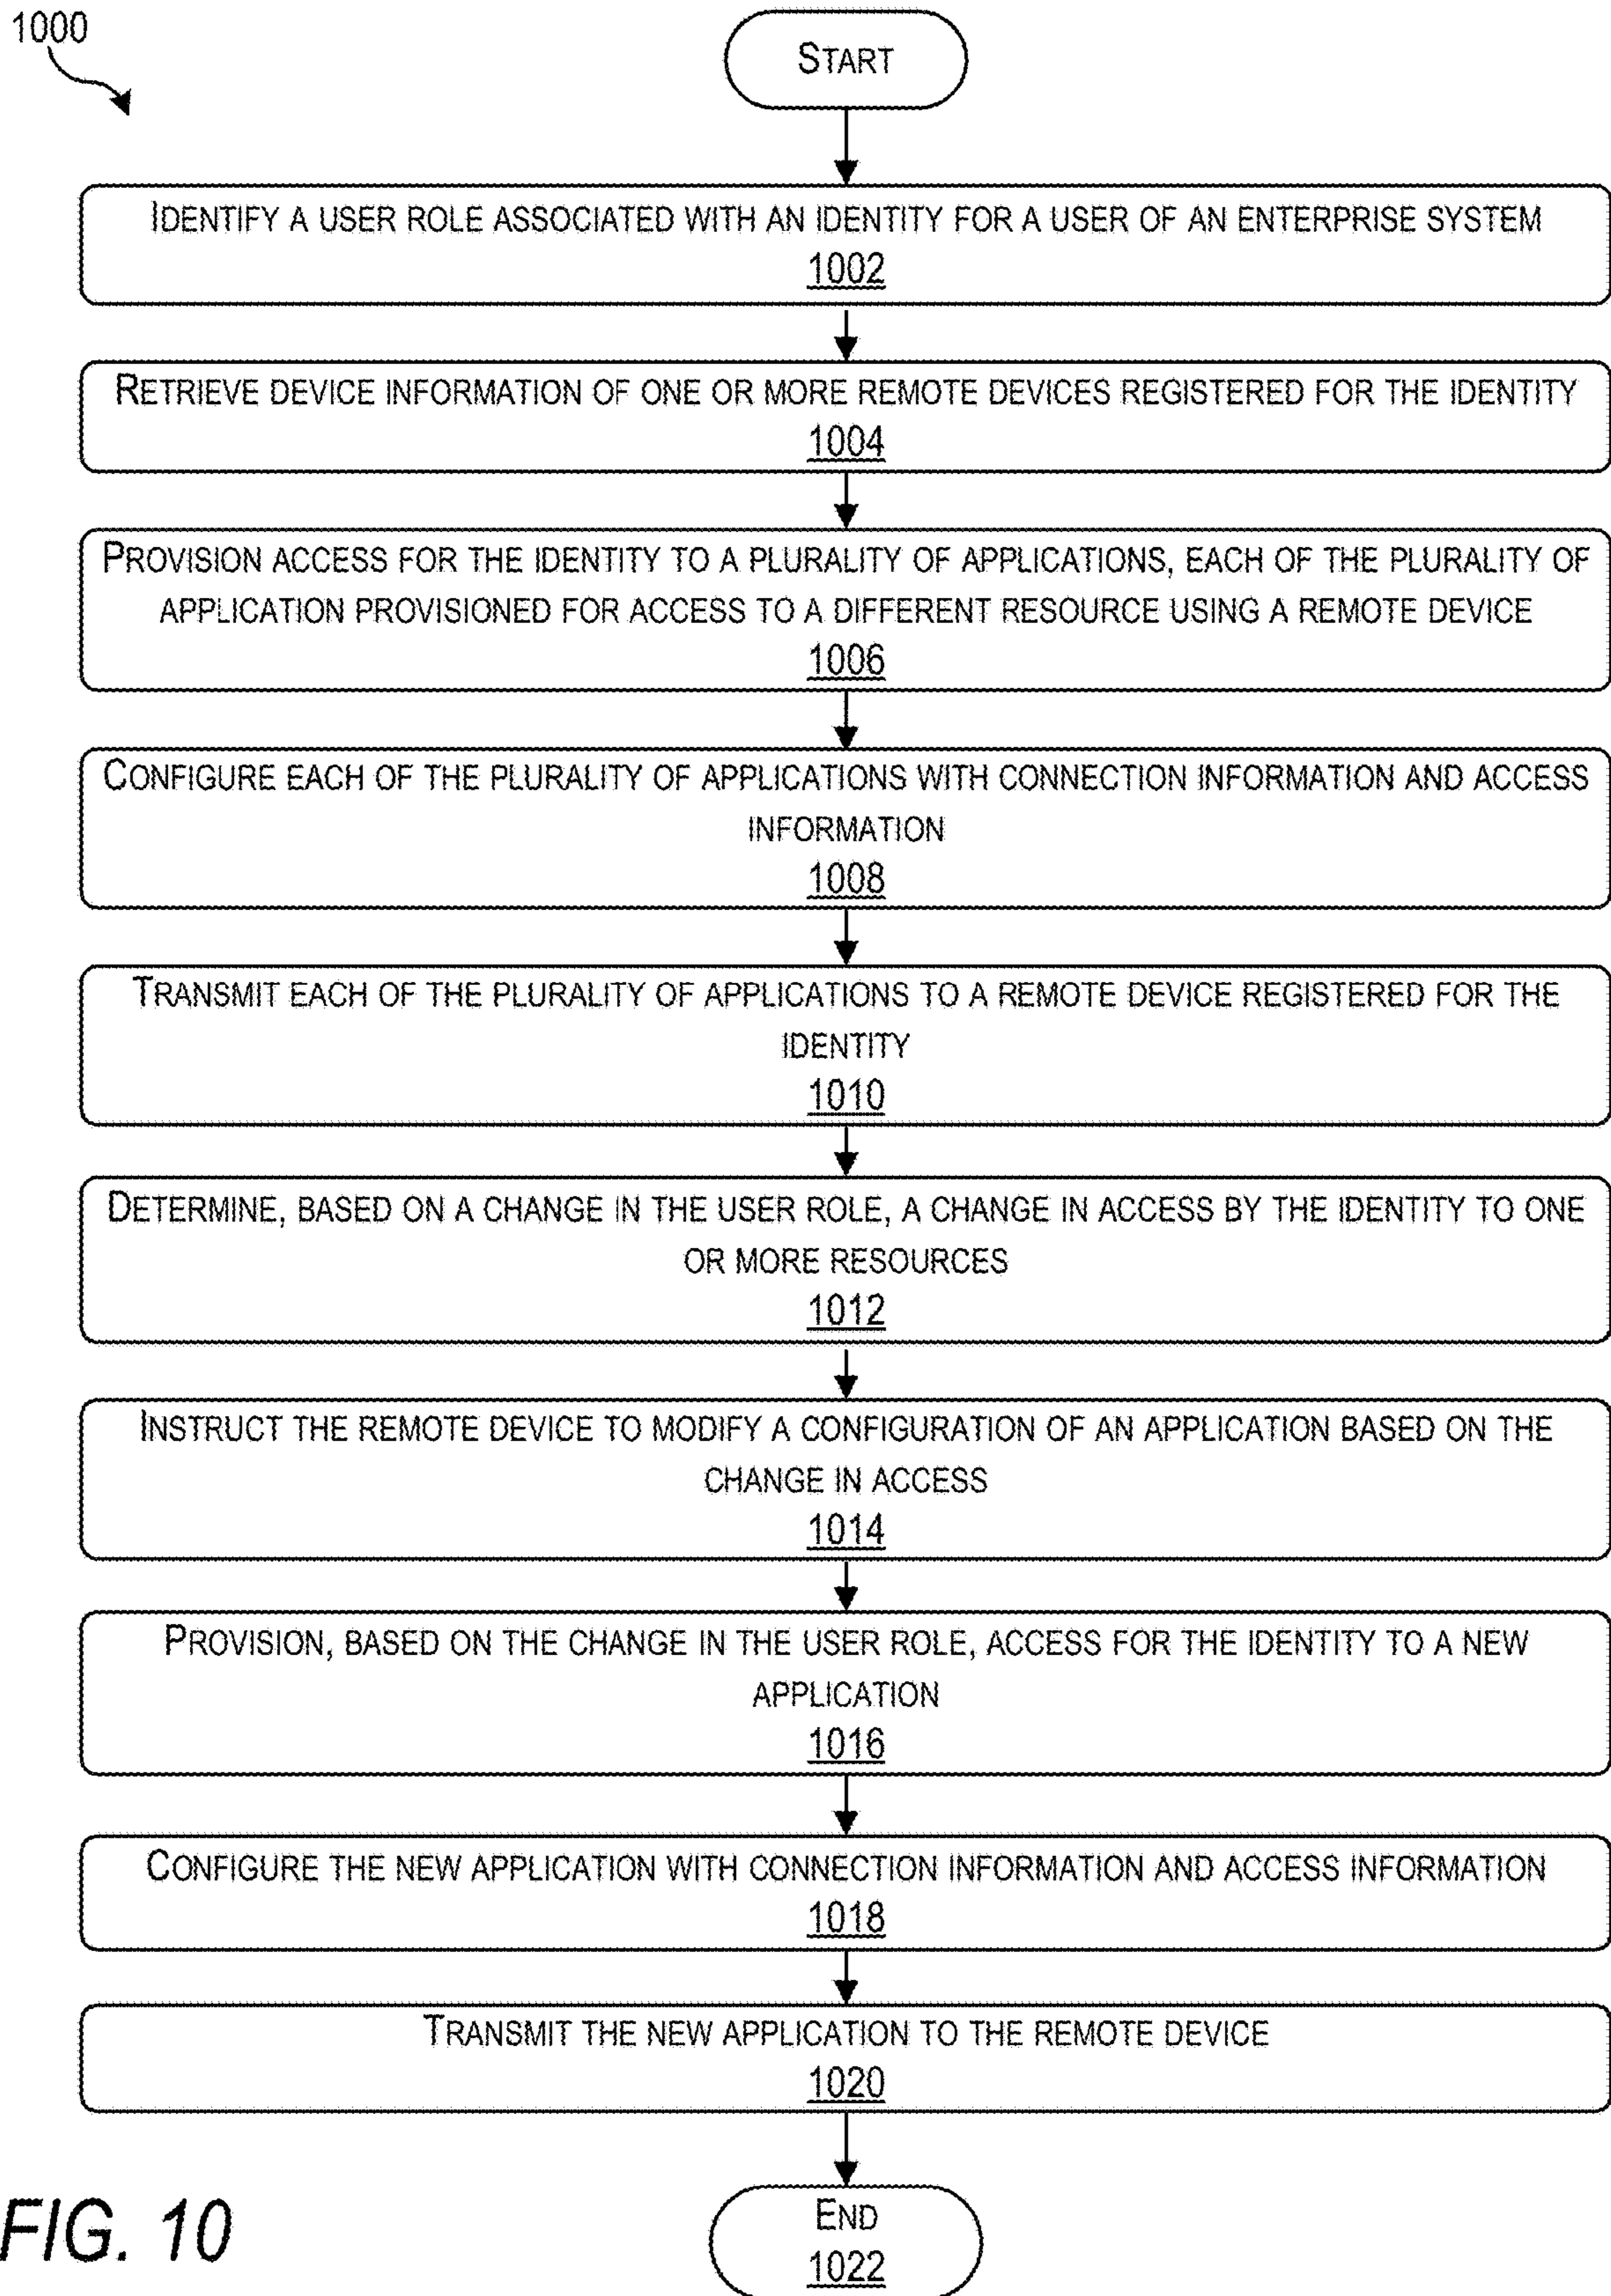 1000
START
IDENTIFY A USER ROLE ASSOCIATED WITH AN IDENTITY FOR A USER OF AN ENTERPRISE SYSTEM
1002
RETRIEVE DEVICE INFORMATION OF ONE OR MORE REMOTE DEVICES REGISTERED FOR THE IDENTITY
1004
PROVISION ACCESS FOR THE IDENTITY TO A PLURALITY OF APPLICATIONS, EACH OF THE PLURALITY OF
APPLICATION PROVISIONED FOR ACCESS TO A DIFFERENT RESOURCE USING A REMOTE DEVICE
1006
CONFIGURE EACH OF THE PLURALITY OF APPLICATIONS WITH CONNECTION INFORMATION AND ACCESS
INFORMATION
1008
TRANSMIT EACH OF THE PLURALITY OF APPLICATIONS TO A REMOTE DEVICE REGISTERED FOR THE
IDENTITY
1010
DETERMINE, BASED ON A CHANGE IN THE USER ROLE, A CHANGE IN ACCESS BY THE IDENTITY TO ONE
OR MORE RESOURCES
1012
INSTRUCT THE REMOTE DEVICE TO MODIFY A CONFIGURATION OF AN APPLICATION BASED ON THE
CHANGE IN ACCESS
1014
PROVISION, BASED ON THE CHANGE IN THE USER ROLE, ACCESS FOR THE IDENTITY TO A NEW
APPLICATION
1016
CONFIGURE THE NEW APPLICATION WITH CONNECTION INFORMATION AND ACCESS INFORMATION
1018
TRANSMIT THE NEW APPLICATION TO THE REMOTE DEVICE
1020
END
1022
FIG. 10